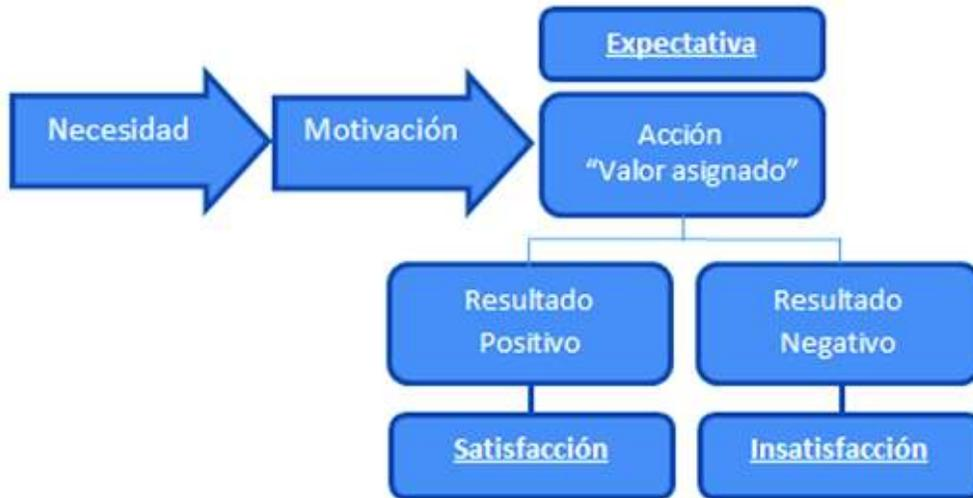 Expectativa
Necesidad
Motivación
Acción
“Valor asignado”
Resultado
Positivo
Resultado
Negativo
Satisfacción
Insatisfacción